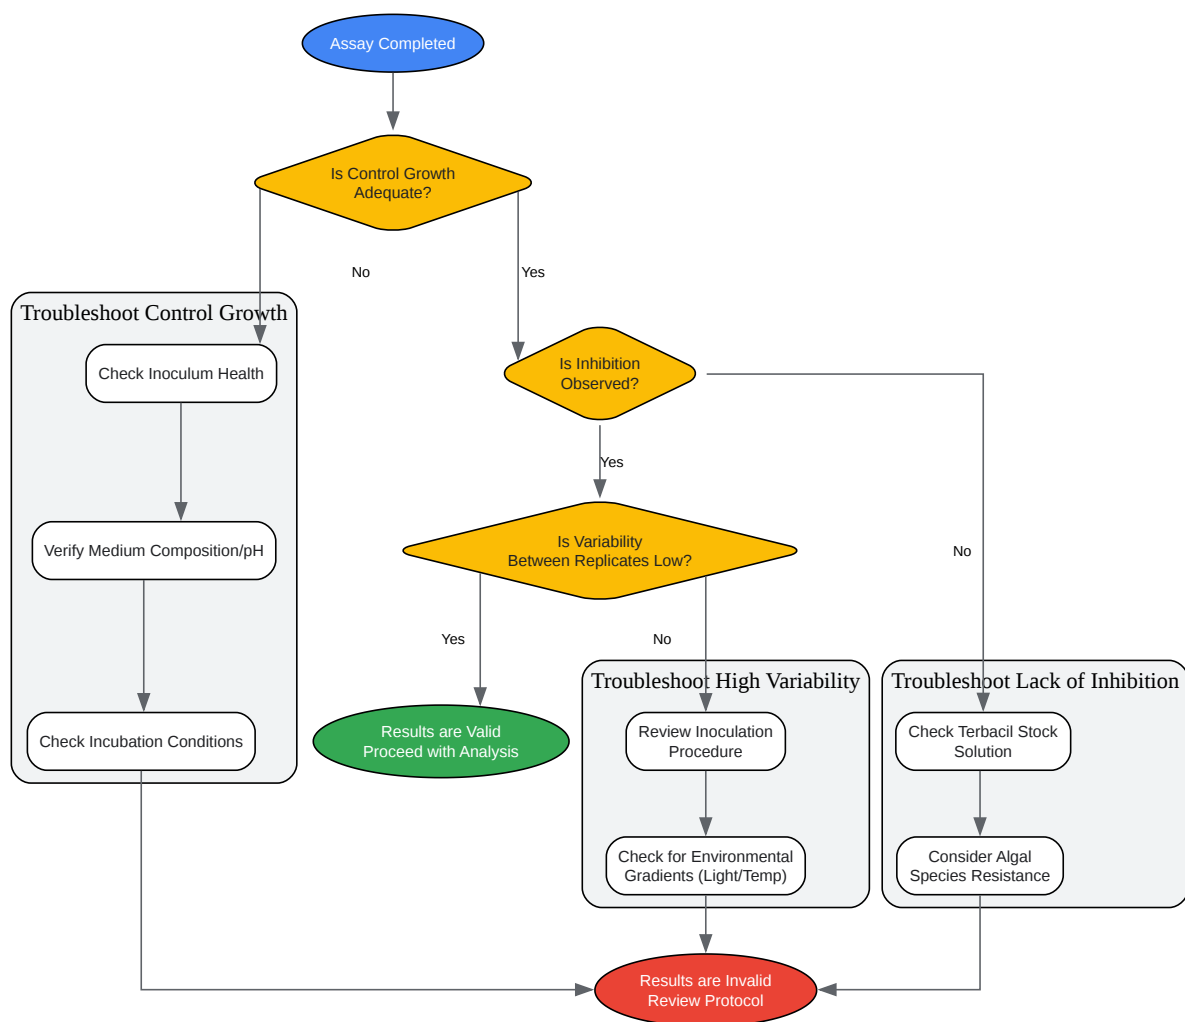 Assay Completed
Is Control Growth
Adequate?
No
Yes
Troubleshoot Control Growth
Check Inoculum Health
Is Inhibition
Observed?
Yes
Verify Medium Composition/pH
Is Variability
Between Replicates Low?
No
Yes
No
Troubleshoot High Variability
Troubleshoot Lack of Inhibition
Check Incubation Conditions
Results are Valid
Proceed with Analysis
Review Inoculation
Procedure
Check Terbacil Stock
Solution
Check for Environmental
Gradients (Light/Temp)
Consider Algal
Species Resistance
Results are Invalid
Review Protocol